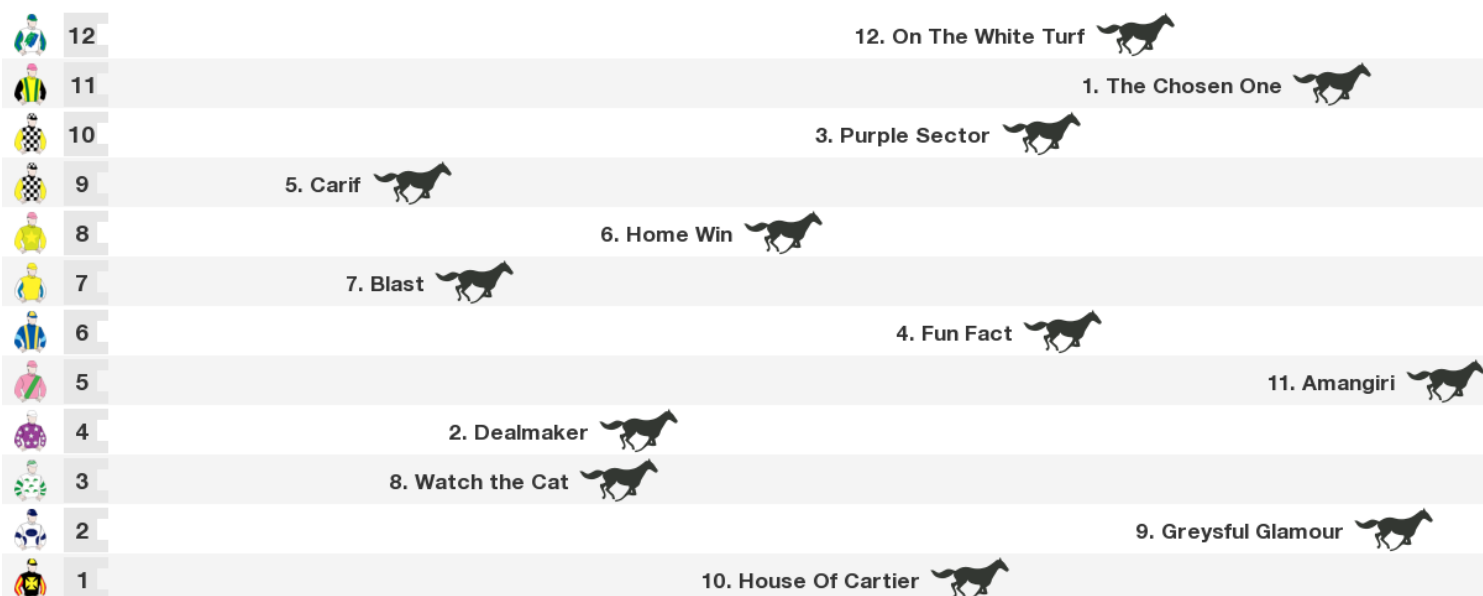 12 12. On The White Turf
11 1. The Chosen One
10 3. Purple Sector
9 5. Carif
8 6. Home Win
7 7. Blast
6 4. Fun Fact
5 11. Amangiri
4 2. Dealmaker
3 8. Watch the Cat
2 9. Greysful Glamour
1 10. House Of Cartier